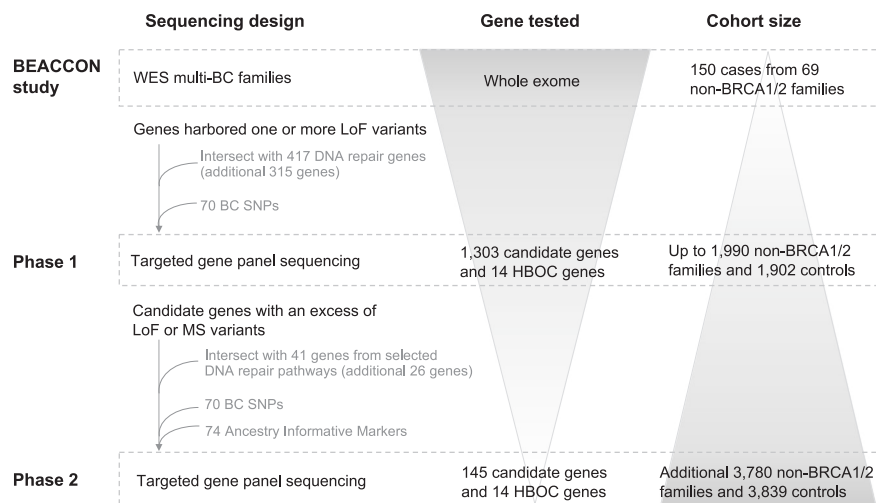 Sequencing design
Gene tested
Cohort size
BEACCON
study
WES multi-BC families
Whole exome
150 cases from 69
non-BRCA1/2 families
Genes harbored one or more LoF variants
Intersect with 417 DNA repair genes
(additional 315 genes)
70 BC SNPs
Phase 1
Targeted gene panel sequencing
1,303 candidate genes
and 14 HBOC genes
Up to 1,990 non-BRCA1/2
families and 1,902 controls
Candidate genes with an excess of
LoF or MS variants
Intersect with 41 genes from selected
DNA repair pathways (additional 26 genes)
70 BC SNPs
74 Ancestry Informative Markers
Phase 2
Targeted gene panel sequencing
145 candidate genes
and 14 HBOC genes
Additional 3,780 non-BRCA1/2
families and 3,839 controls